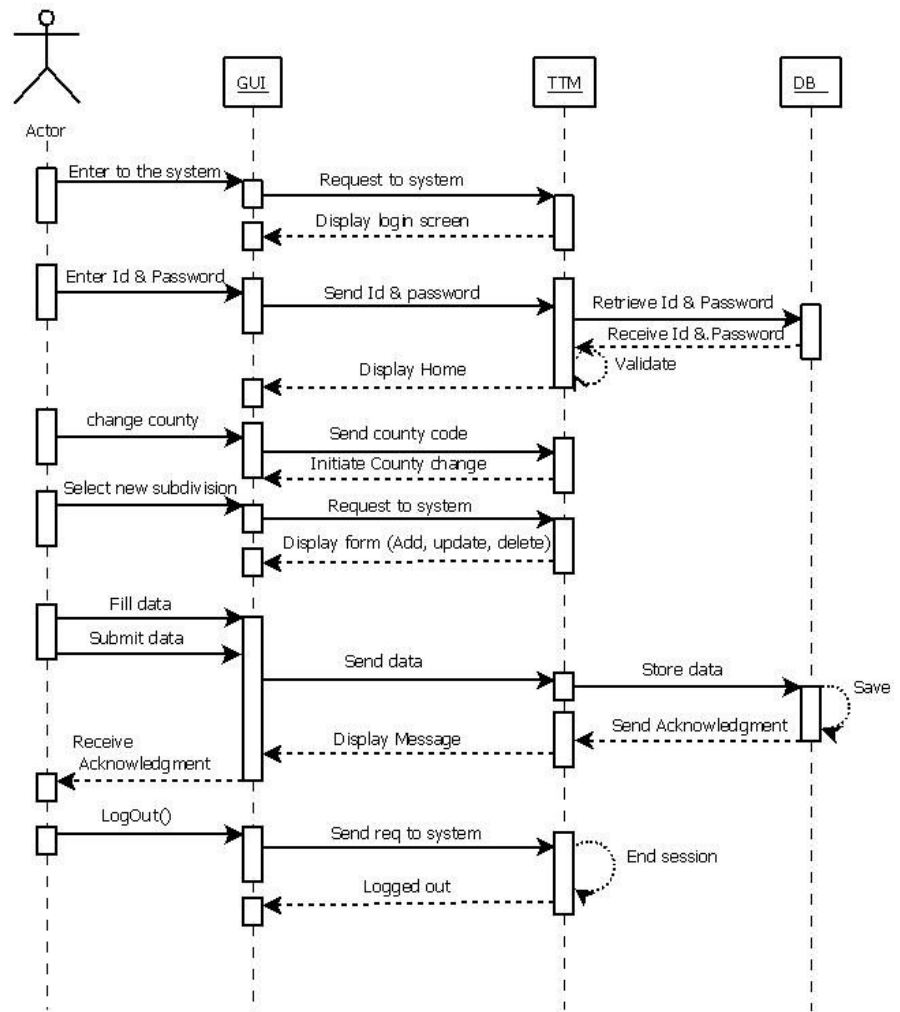 GUI
TTM
DB
Actor
Enter to the system
Request to system
Display login screen
Enter Id & Password
Send Id & password
Retrieve Id & Password
Receive Id &.Password
Validate
Display Home
change county
Send county code
Initiate County change
Select new subdivision
Request to system
Display form (Add, update, delete)
Fill data
Submit data
Send data
Store data
Save
Send Acknowledgment
Display Message
Receive
Acknowledgment
LogOut()
Send req to system
End session
Logged out